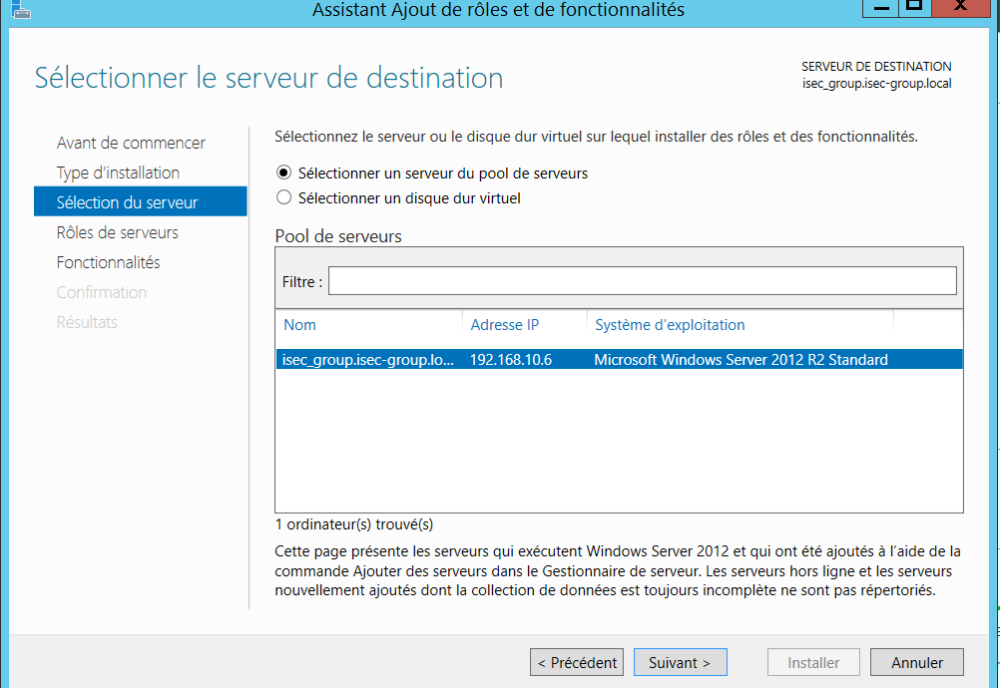 Assistant Ajout de rôles et de fonctionnalités
Sélectionner le serveur de destination
SERVEUR DE DESTINATION
isec_group.isec-group.local
Avant de commencer
Type d'installation
Sélection du serveur
Rôles de serveurs
Fonctionnalités
Confirmation
Résultats
Sélectionnez le serveur ou le disque dur virtuel sur lequel installer des rôles et des fonctionnalités.
Sélectionner un serveur du pool de serveurs
Sélectionner un disque dur virtuel
Pool de serveurs
Filtre :
Nom Adresse IP Système d'exploitation
isec_group.isec-group.lo... 192.168.10.6 Microsoft Windows Server 2012 R2 Standard
1 ordinateur(s) trouvé(s)
Cette page présente les serveurs qui exécutent Windows Server 2012 et qui ont été ajoutés à l'aide de la
commande Ajouter des serveurs dans le Gestionnaire de serveur. Les serveurs hors ligne et les serveurs
nouvellement ajoutés dont la collection de données est toujours incomplète ne sont pas répertoriés.
< Précédent Suivant > Installer Annuler